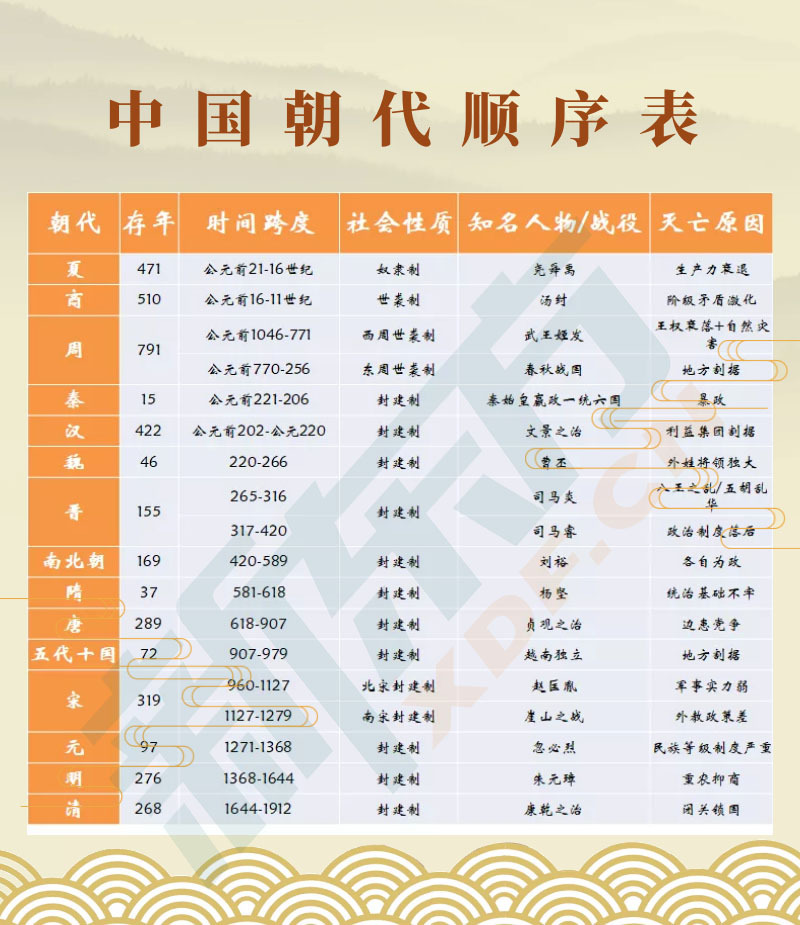 中国朝代顺序表
朝代 存年 时间跨度 社会性质 知名人物/战役 灭亡原因
夏 471 公元前21-16世纪 奴隶制 尧舜禹 生产力衰退
商 510 公元前16-11世纪 世袭制 汤纣 阶级矛盾激化
周 791 公元前1046-771 西周世袭制 武王姬发 王权衰落+自然灾害
公元前770-256 东周世袭制 春秋战国 地方割据
秦 15 公元前221-206 封建制 秦始皇嬴政一统六国 暴政
汉 422 公元前202-公元220 封建制 文景之治 利益集团割据
魏 46 220-266 封建制 曹丕 外姓将领独大
晋 155 265-316 封建制 司马炎 八王之乱/五胡乱华
317-420 司马睿 政治制度落后
南北朝 169 420-589 封建制 刘裕 各自为政
隋 37 581-618 封建制 杨坚 统治基础不牢
唐 289 618-907 封建制 贞观之治 边患党争
五代十国 72 907-979 封建制 越南独立 地方割据
宋 319 960-1127 北宋封建制 赵匡胤 军事实力弱
1127-1279 南宋封建制 崖山之战 外教政策差
元 97 1271-1368 封建制 忽必烈 民族等级制度严重
明 276 1368-1644 封建制 朱元璋 重农抑商
清 268 1644-1912 封建制 康乾之治 闭关锁国
新东方
XDF.CN